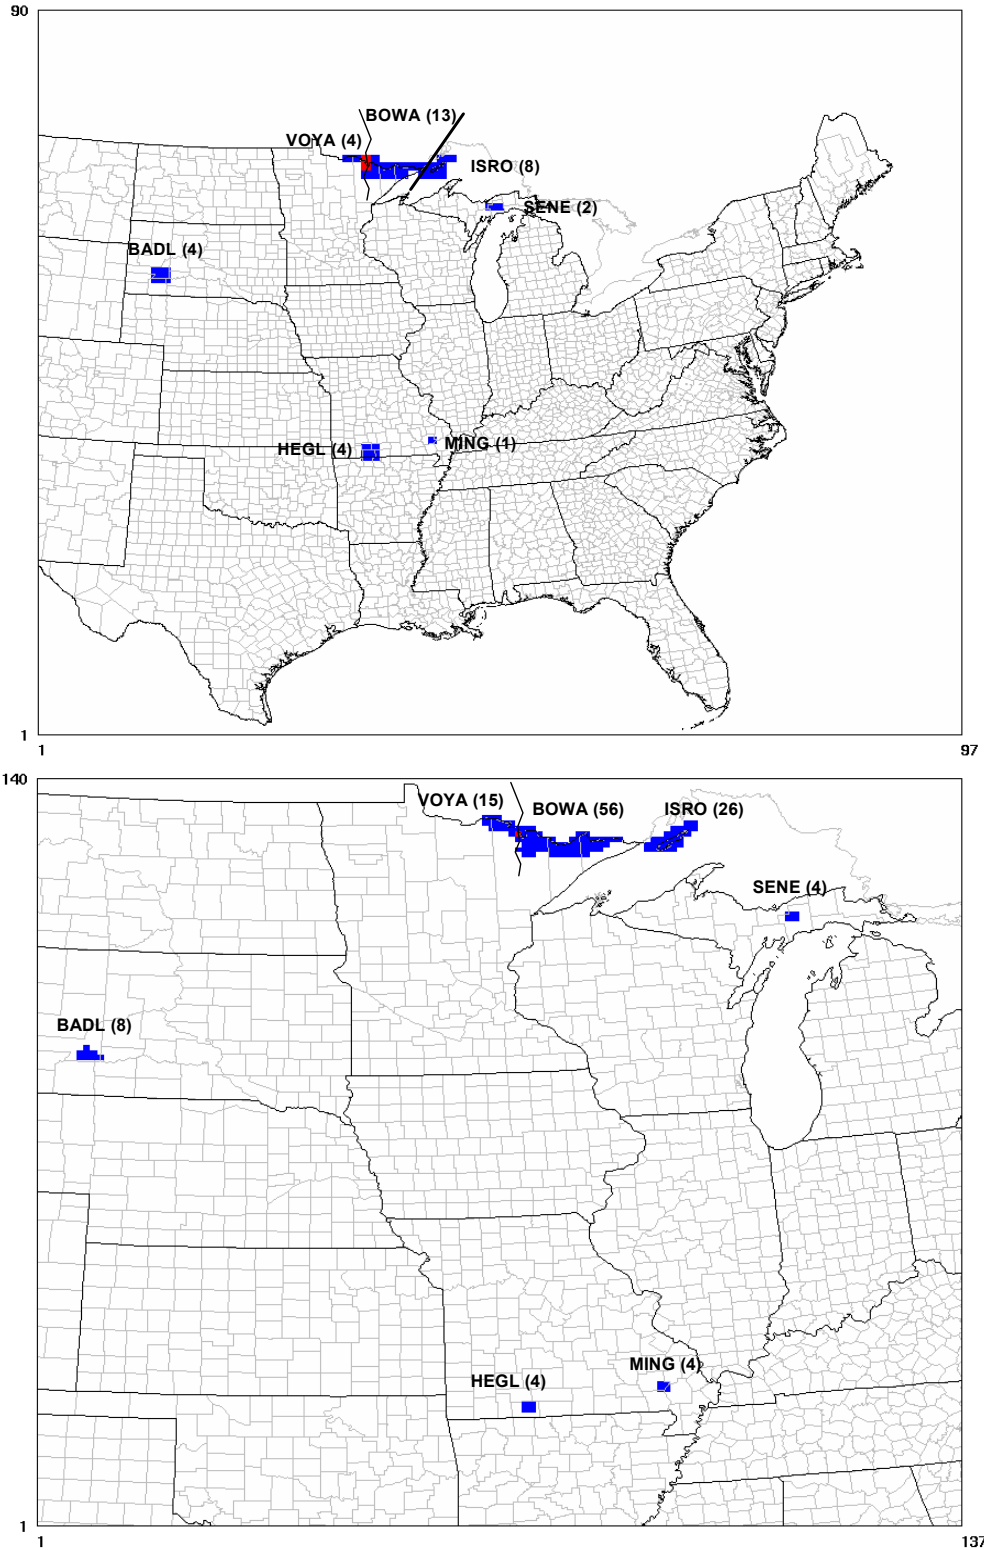 90
BOWA (13)
VOYA (4)
ISRO (8)
SENE (2)
BADL (4)
HEGL (4)
MING (1)
1
1
97
140
VOYA (15)
BOWA (56)
ISRO (26)
SENE (4)
BADL (8)
MING (4)
HEGL (4)
1
1
137